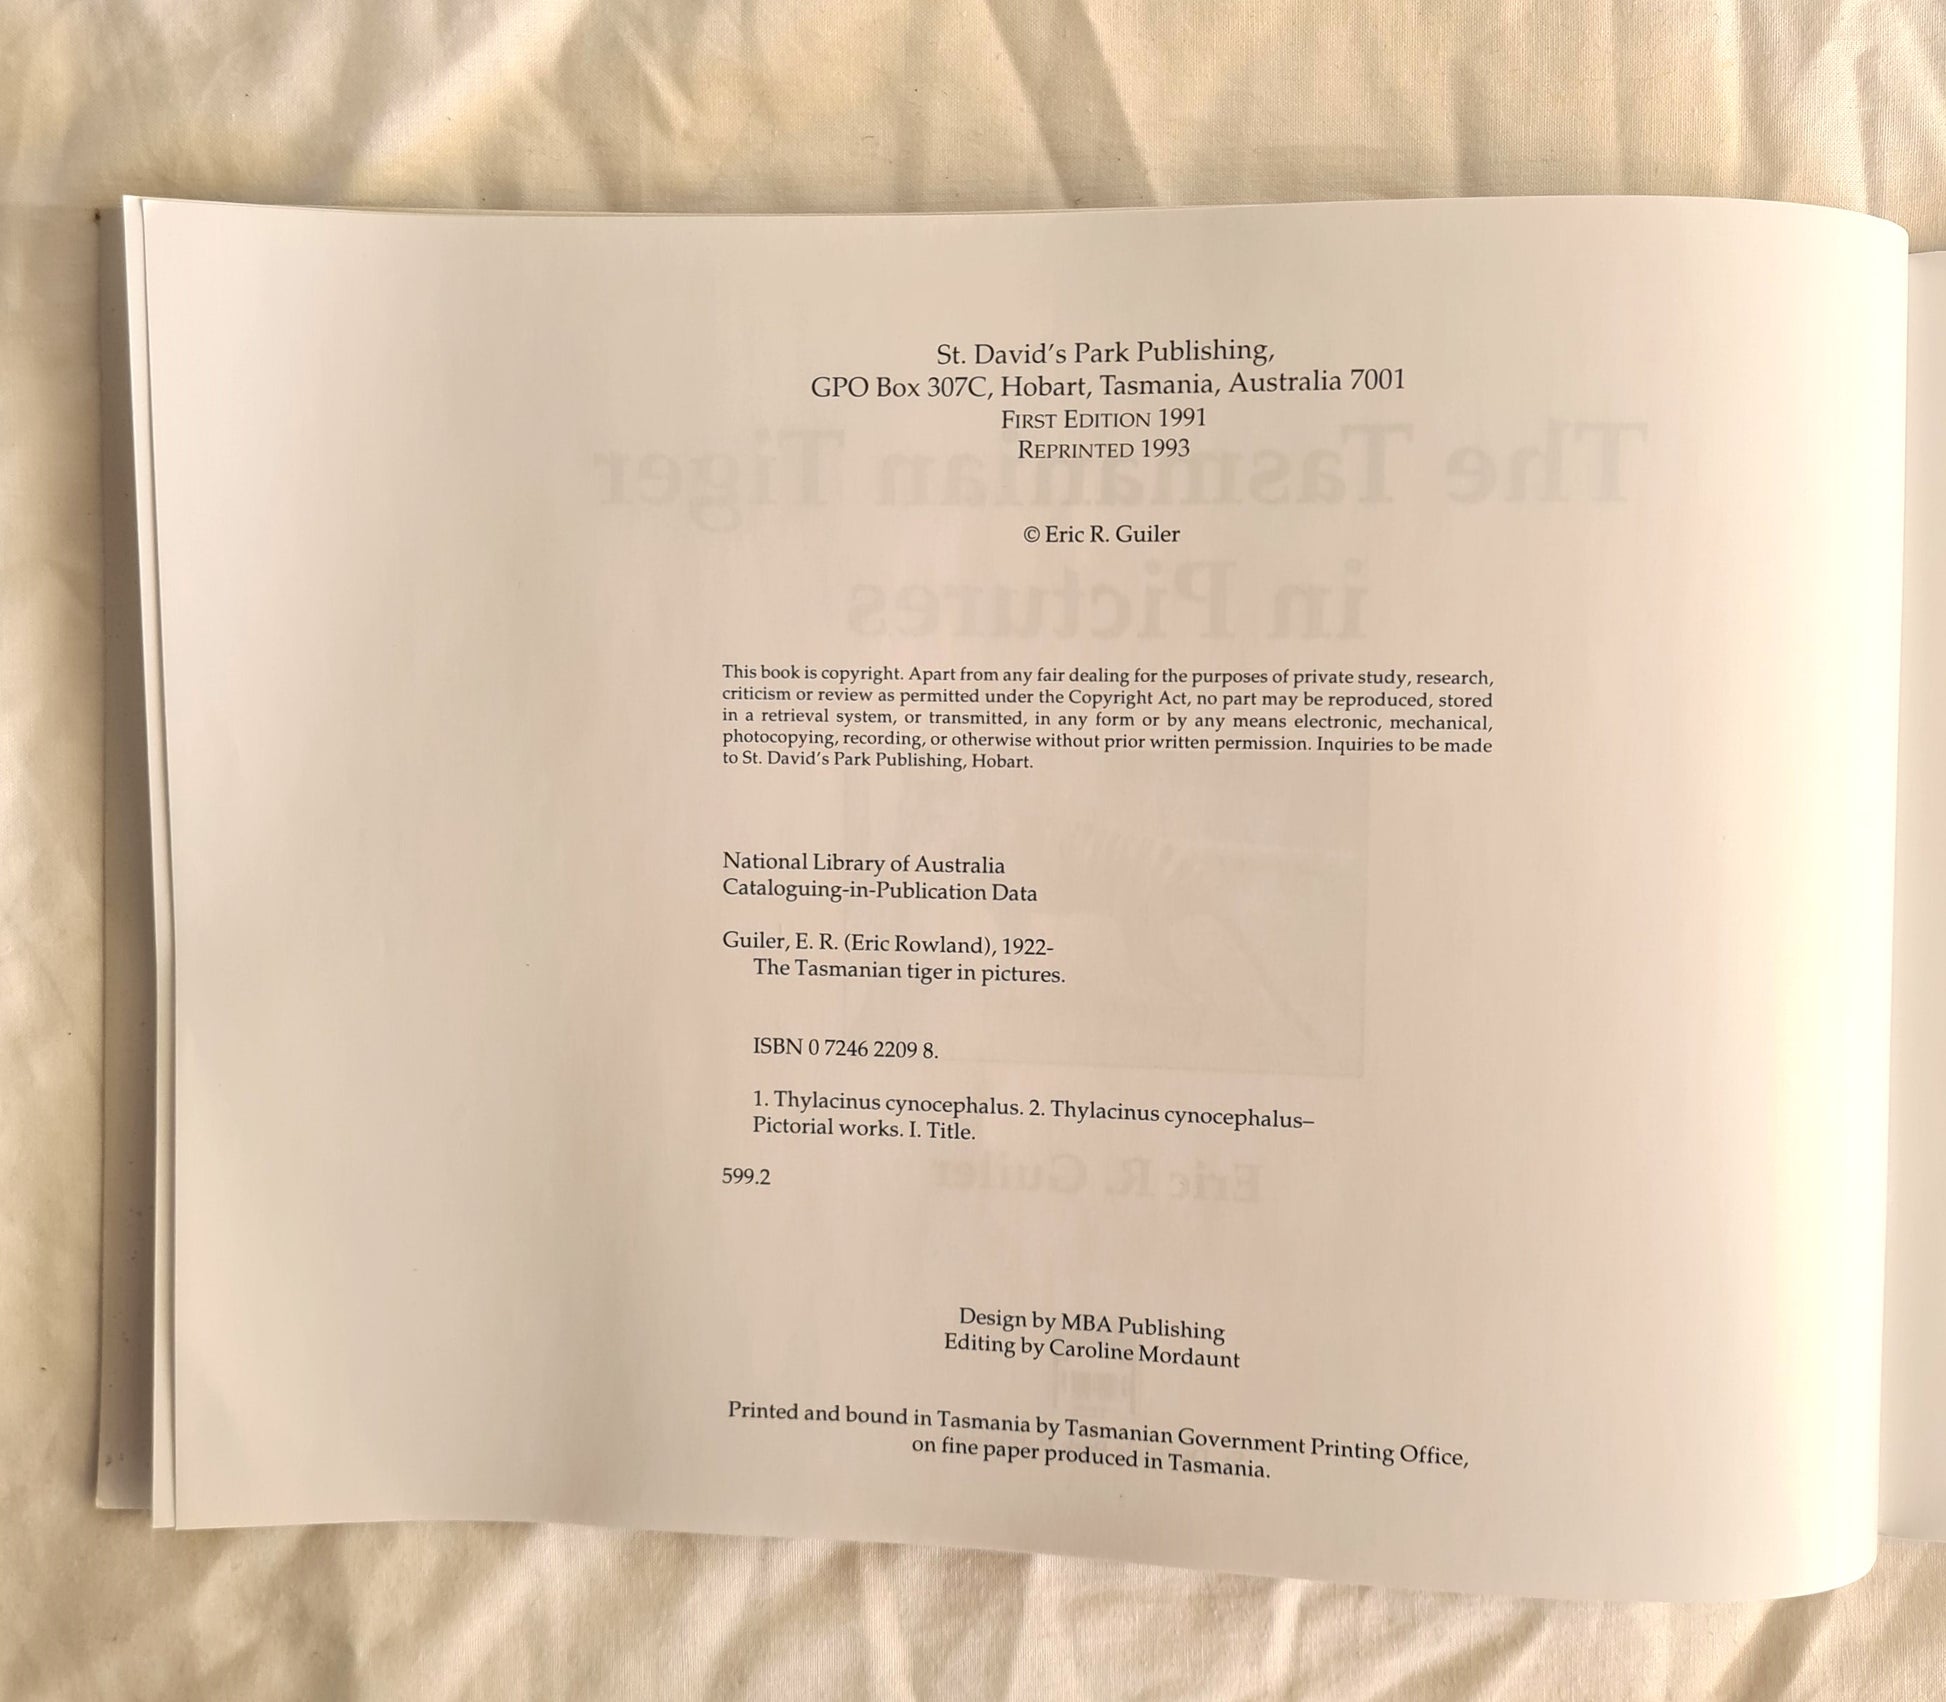 St. David's Park Publishing,
GPO Box 307C, Hobart, Tasmania, Australia 7001
FIRST EDITION 1991
REPRINTED 1993
© Eric R. Guiler
This book is copyright. Apart from any fair dealing for the purposes of private study, research,
criticism or review as permitted under the Copyright Act, no part may be reproduced, stored
in a retrieval system, or transmitted, in any form or by any means electronic, mechanical,
photocopying, recording, or otherwise without prior written permission. Inquiries to be made
to St. David's Park Publishing, Hobart.
National Library of Australia
Cataloguing-in-Publication Data
Guiler, E. R. (Eric Rowland), 1922-
The Tasmanian tiger in pictures.
ISBN 0 7246 2209 8.
1. Thylacinus cynocephalus. 2. Thylacinus cynocephalus–
Pictorial works. I. Title.
599.2
Design by MBA Publishing
Editing by Caroline Mordaunt
Printed and bound in Tasmania by Tasmanian Government Printing Office,
on fine paper produced in Tasmania.
The Tasmanian Tiger
in Pictures
Eric R. Guiler